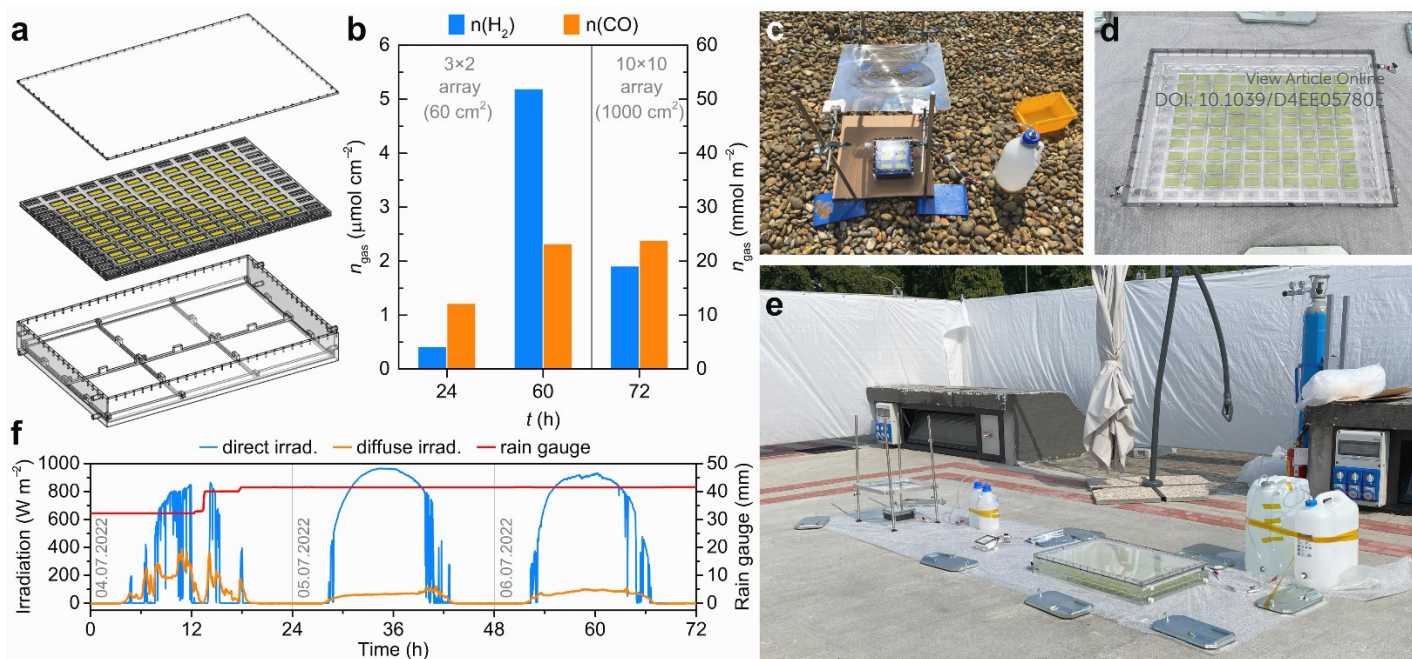 a
b
n(H₂)
n(CO)
6
5
4
3
2
1
0
n_gas (µmol cm⁻²)
3×2
array
(60 cm²)
10×10
array
(1000 cm²)
60
50
40
30
20
10
0
n_gas (mmol m⁻²)
24
60
72
t (h)
c
d
View Article Online
DOI: 10.1039/D4EE05780E
e
f
direct irrad.
diffuse irrad.
rain gauge
1000
800
600
400
200
0
Irradiation (W m⁻²)
04.07.2022
05.07.2022
06.07.2022
50
40
30
20
10
0
Rain gauge (mm)
0
12
24
36
48
60
72
Time (h)